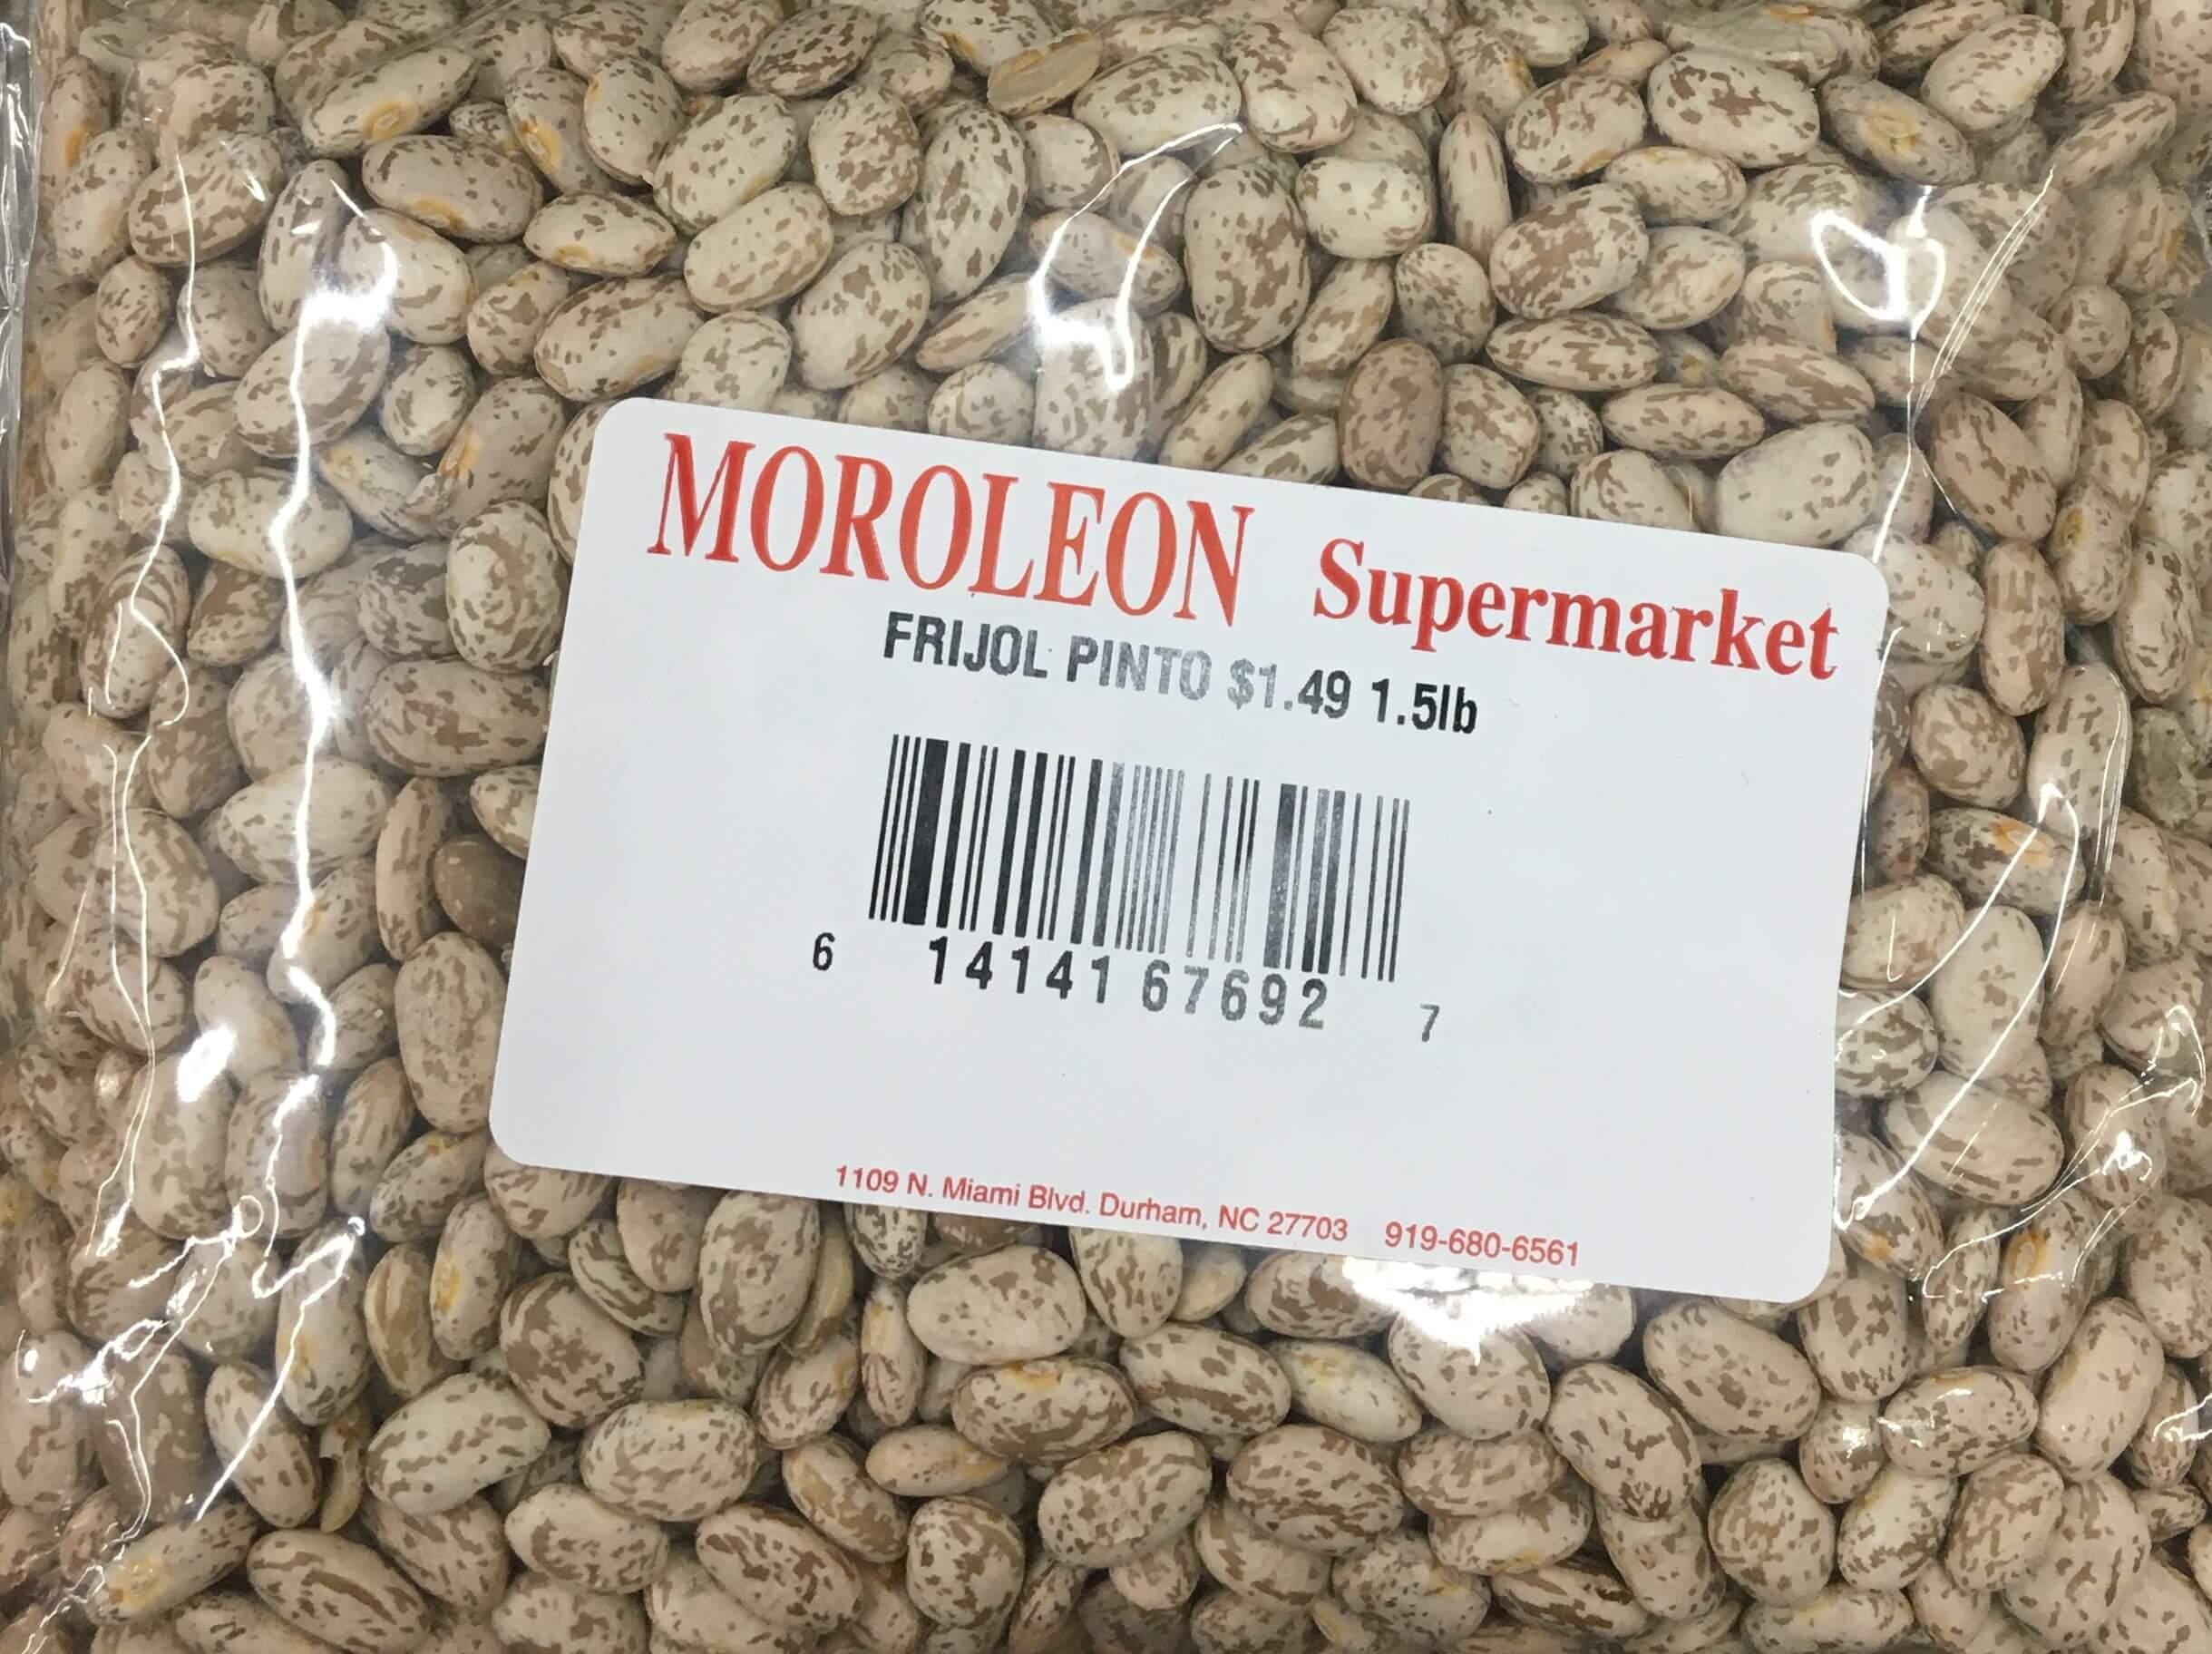 MOROLEON Supermarket
FRIJOL PINTO $1.49 1.5lb
6 14141 67692 7
1109 N. Miami Blvd. Durham, NC 27703 919-680-6561